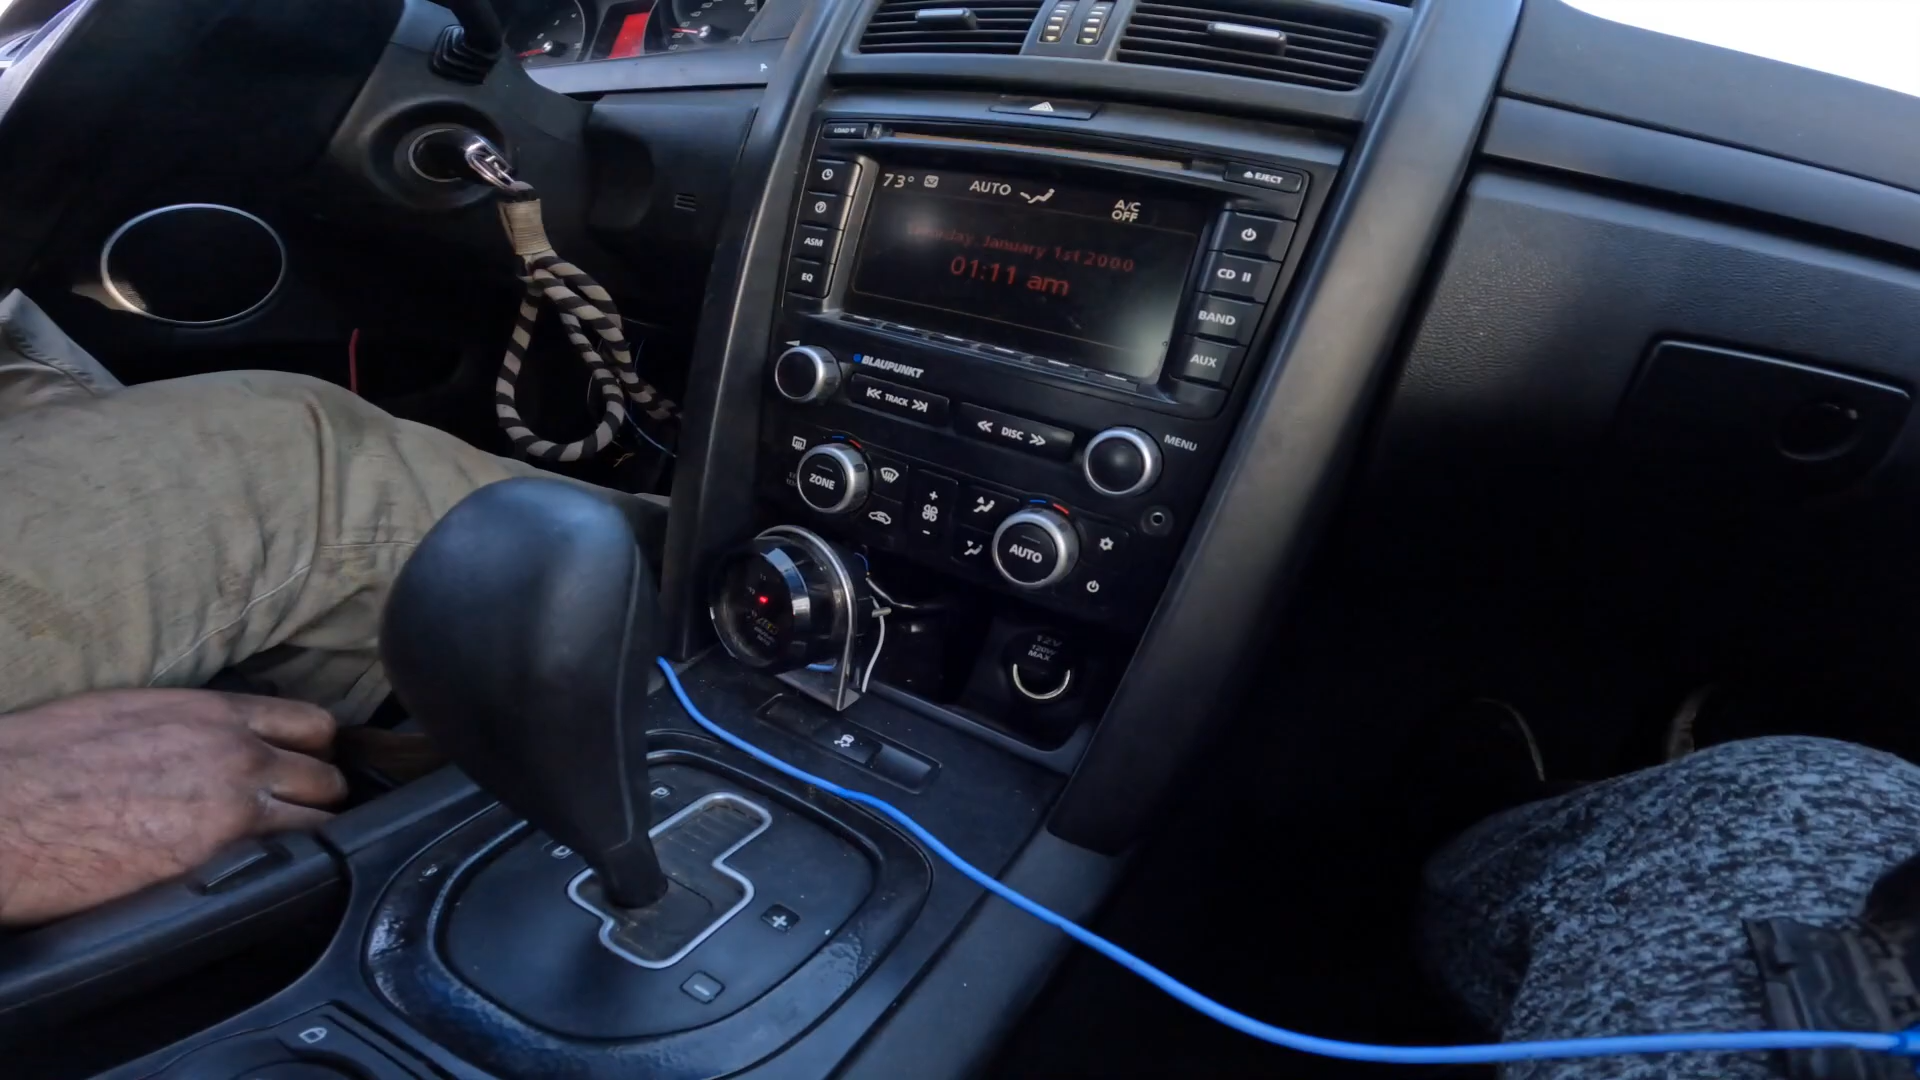 LOAD
EJECT
73° AUTO A/C
OFF
January 1st 2000
01:11 am
ASM
EQ
CD II
BAND
AUX
BLAUPUNKT
TRACK
DISC
MENU
ZONE
AUTO
12V
120W
MAX
P
D
+
-